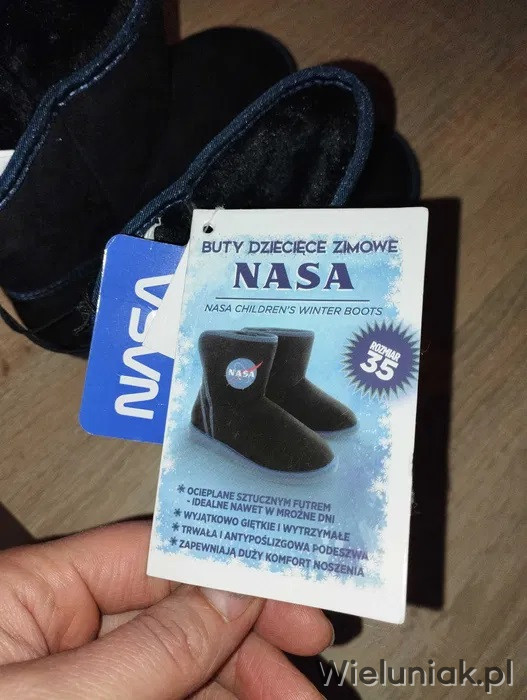 BUTY DZIECIĘCE ZIMOWE
NASA
NASA CHILDREN'S WINTER BOOTS
ROZMIAR
35
NASA
NASA
* OCIEPLANE SZTUCZNYM FUTREM
- IDEALNE NAWET W MROŹNE DNI
* WYJĄTKOWO GIĘTKIE I WYTRZYMAŁE
* TRWAŁA I ANTYPOŚLIZGOWA PODESZWA
* ZAPEWNIAJĄ DUŻY KOMFORT NOSZENIA
Wieluniak.pl